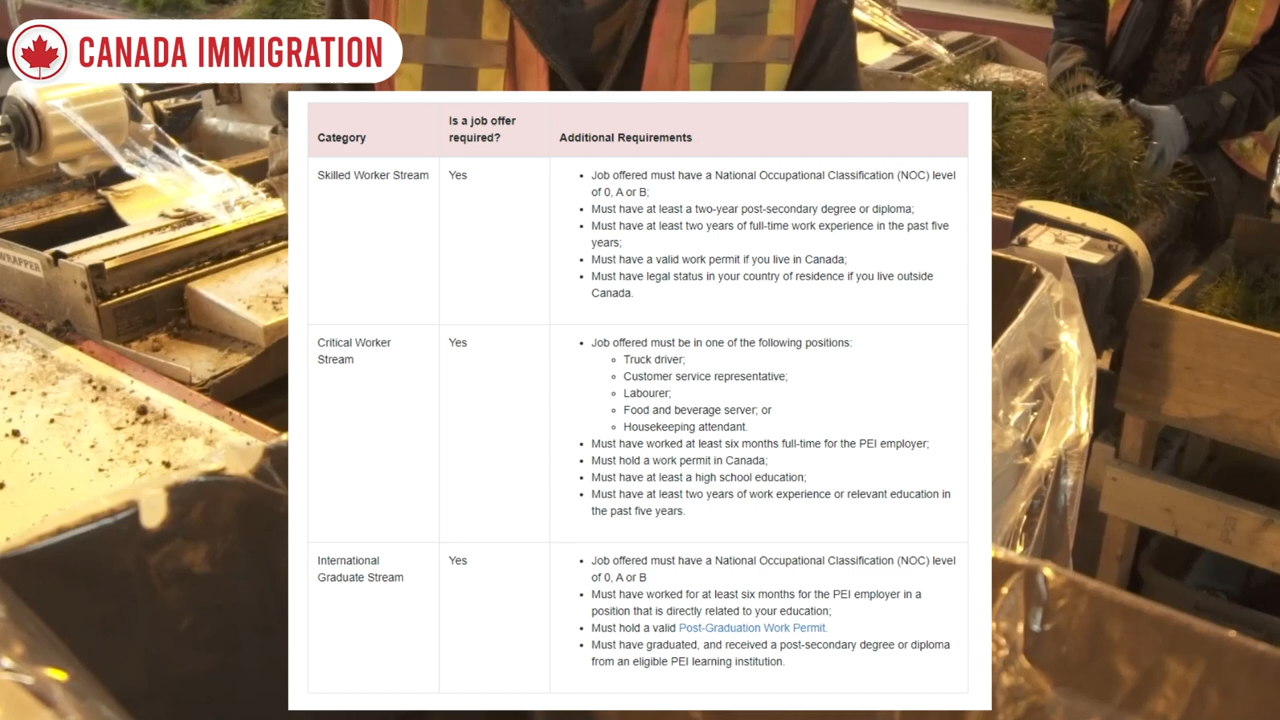 CANADA IMMIGRATION
WRAPPER
Category
Is a job offer
required?
Additional Requirements
Skilled Worker Stream
Yes
• Job offered must have a National Occupational Classification (NOC) level
of 0, A or B;
• Must have at least a two-year post-secondary degree or diploma;
• Must have at least two years of full-time work experience in the past five
years;
• Must have a valid work permit if you live in Canada;
• Must have legal status in your country of residence if you live outside
Canada.
Critical Worker
Stream
Yes
• Job offered must be in one of the following positions:
◦ Truck driver;
◦ Customer service representative;
◦ Labourer;
◦ Food and beverage server; or
◦ Housekeeping attendant.
• Must have worked at least six months full-time for the PEI employer;
• Must hold a work permit in Canada;
• Must have at least a high school education;
• Must have at least two years of work experience or relevant education in
the past five years.
International
Graduate Stream
Yes
• Job offered must have a National Occupational Classification (NOC) level
of 0, A or B
• Must have worked for at least six months for the PEI employer in a
position that is directly related to your education;
• Must hold a valid Post-Graduation Work Permit.
• Must have graduated, and received a post-secondary degree or diploma
from an eligible PEI learning institution.